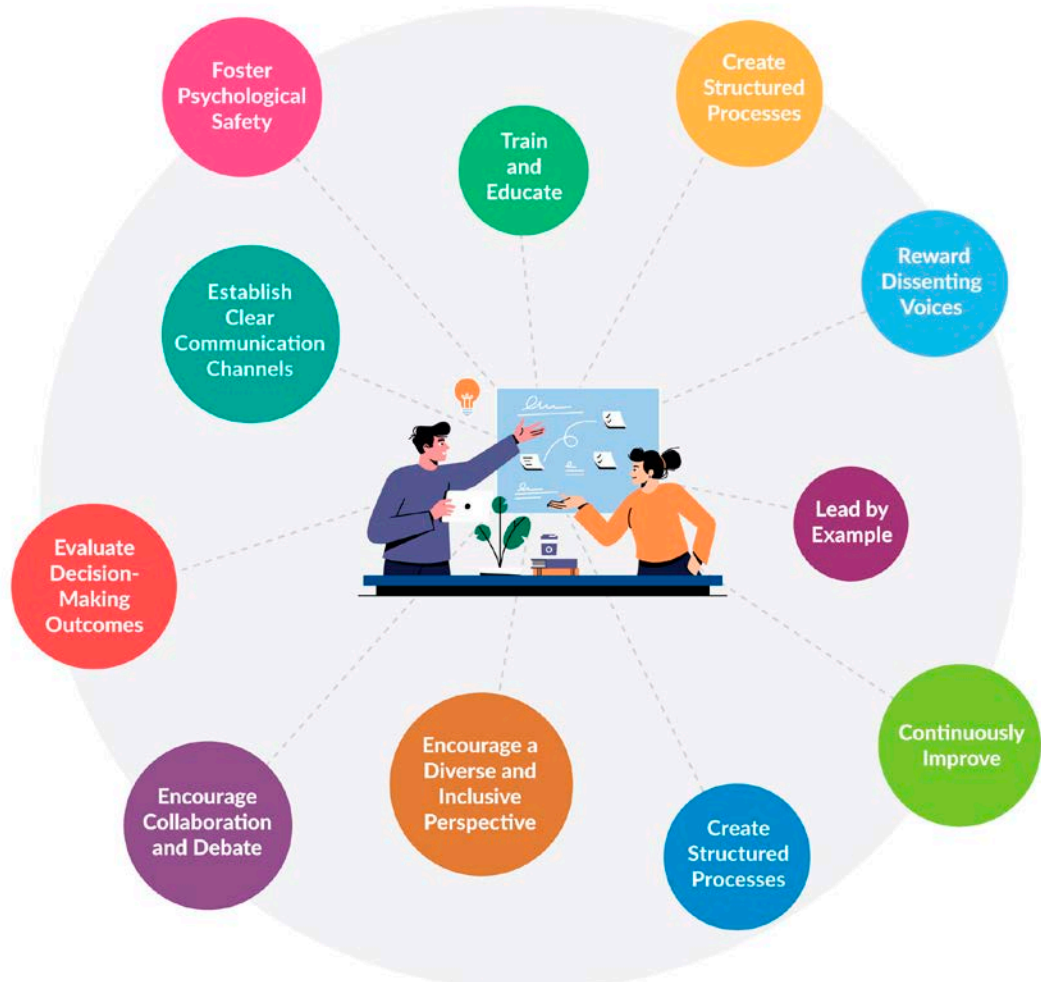 Foster
Psychological
Safety
Create
Structured
Processes
Train
and
Educate
Reward
Dissenting
Voices
Establish
Clear
Communication
Channels
Lead by
Example
Evaluate
Decision-
Making
Outcomes
Continuously
Improve
Encourage a
Diverse and
Inclusive
Perspective
Encourage
Collaboration
and Debate
Create
Structured
Processes